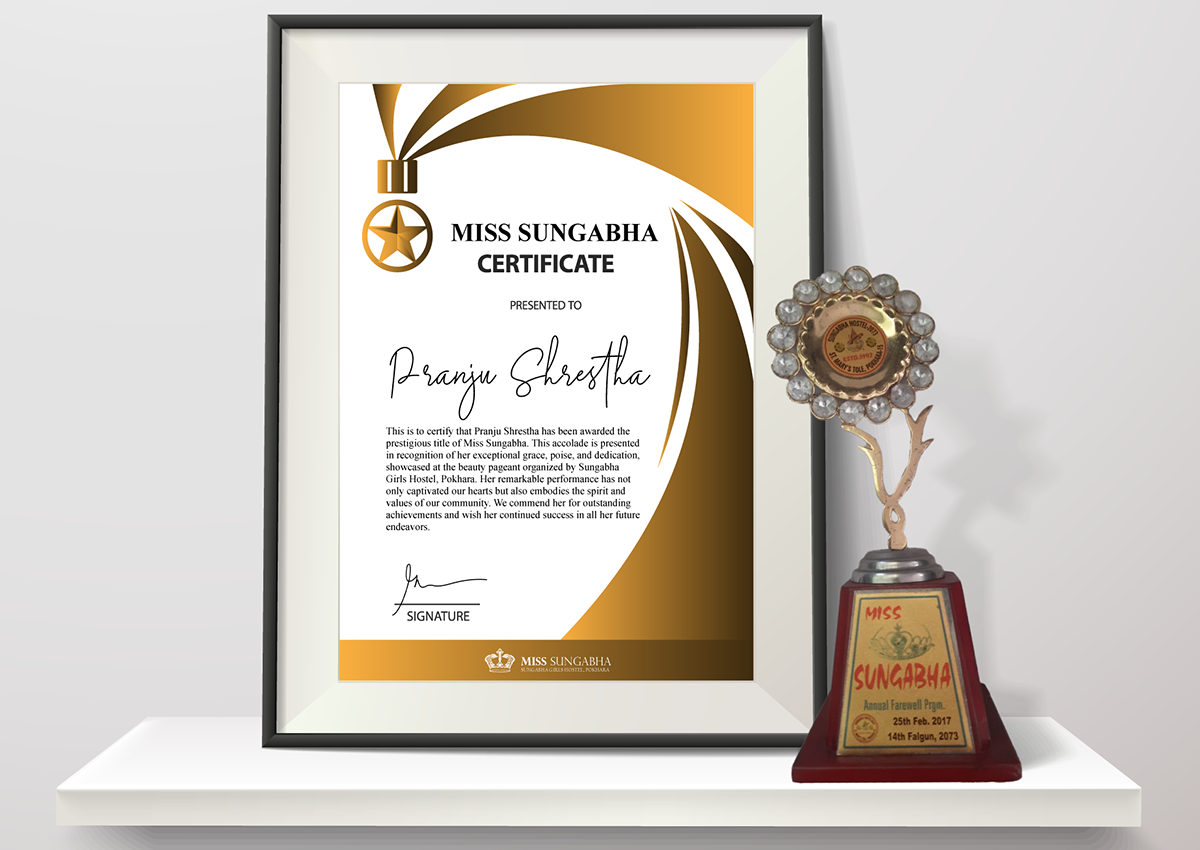 MISS SUNGABHA
CERTIFICATE
PRESENTED TO
Pranju Shrestha
This is to certify that Pranju Shrestha has been awarded the
prestigious title of Miss Sungabha. This accolade is presented
in recognition of her exceptional grace, poise, and dedication,
showcased at the beauty pageant organized by Sungabha
Girls Hostel, Pokhara. Her remarkable performance has not
only captivated our hearts but also embodies the spirit and
values of our community. We commend her for outstanding
achievements and wish her continued success in all her future
endeavors.
SIGNATURE
MISS SUNGABHA
SUNGABHA GIRLS HOSTEL, POKHARA
SUNGABHA HOSTEL-2073
ESTD.1993
ST. MARY'S TOLE, POKHARA-15
MISS
SUNGABHA
Annual Farewell Prgm.
25th Feb. 2017
14th Falgun, 2073